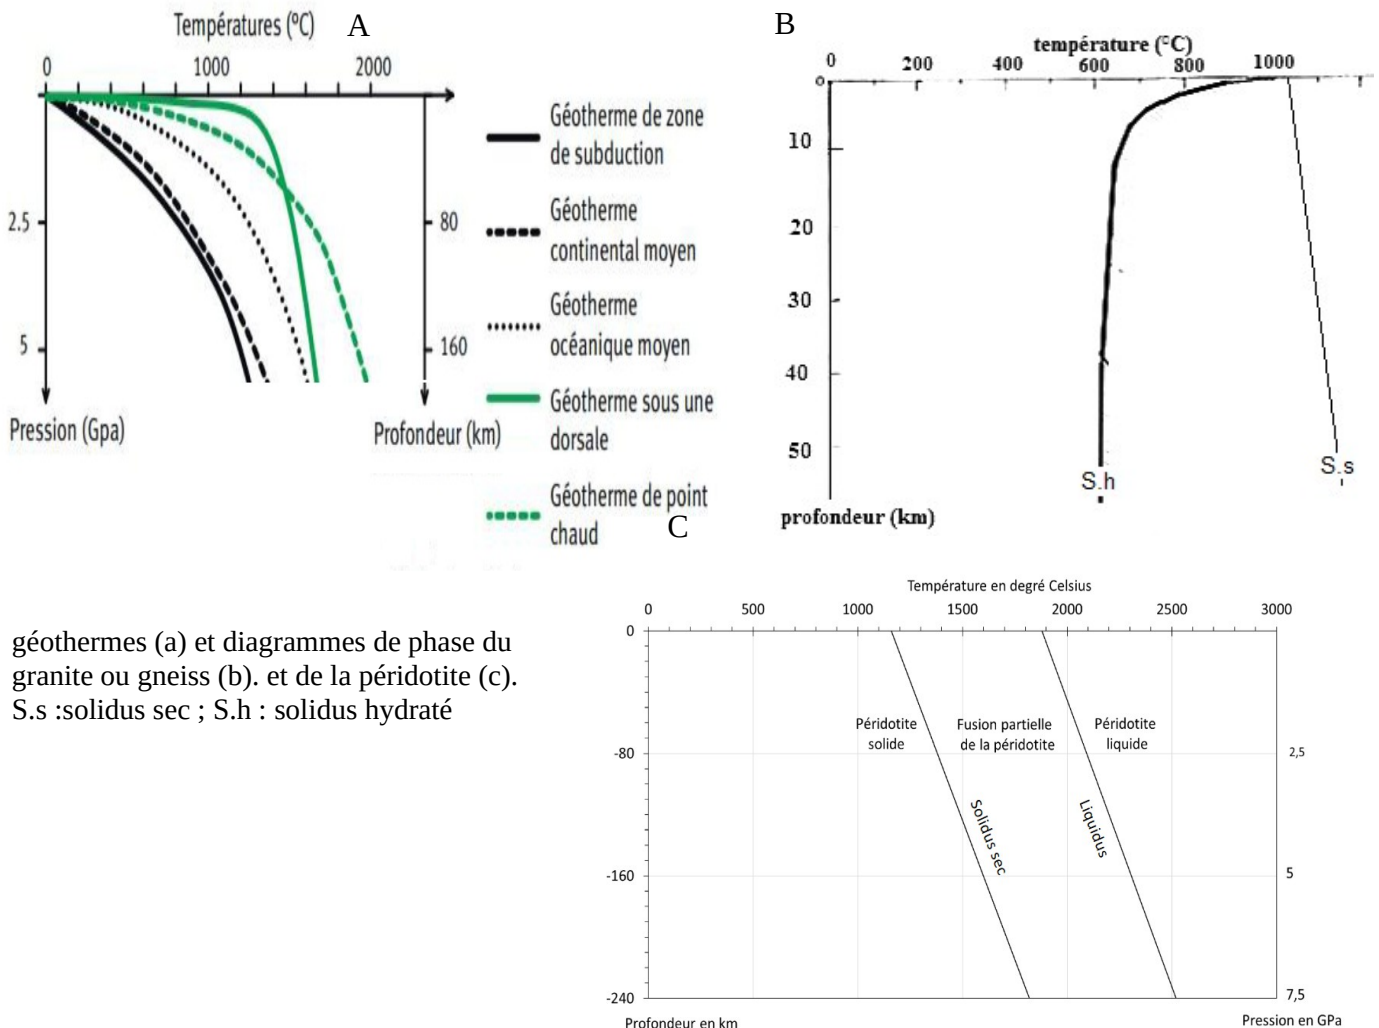 Températures (ºC)
A
0 1000 2000
2.5
5
80
160
Pression (Gpa)
Profondeur (km)
Géotherme de zone
de subduction
Géotherme
continental moyen
Géotherme
océanique moyen
Géotherme sous une
dorsale
Géotherme de point
chaud
B
température (°C)
0 200 400 600 800 1000
0
10
20
30
40
50
S.h
S.s
profondeur (km)
C
géothermes (a) et diagrammes de phase du
granite ou gneiss (b). et de la péridotite (c).
S.s :solidus sec ; S.h : solidus hydraté
Température en degré Celsius
0 500 1000 1500 2000 2500 3000
0
-80
-160
-240
Péridotite
solide
Fusion partielle
de la péridotite
Péridotite
liquide
Solidus sec
Liquidus
2,5
5
7,5
Profondeur en km
Pression en GPa